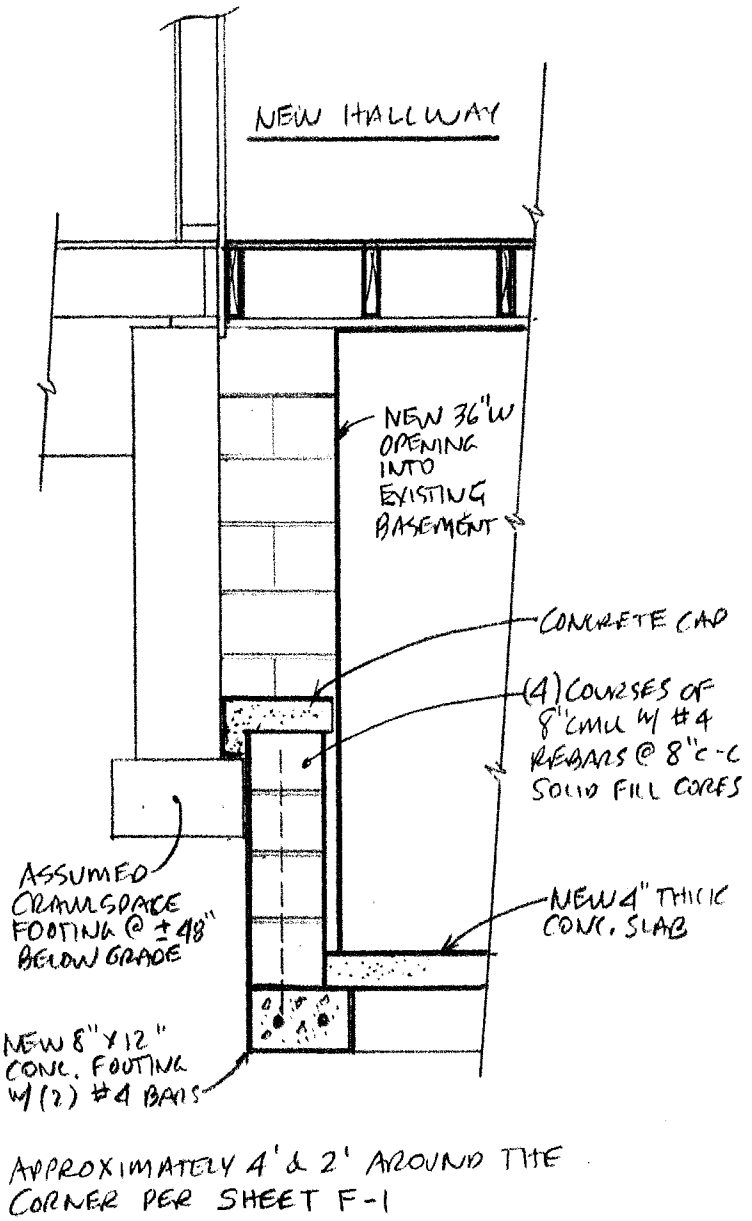 NEW HALLWAY
NEW 36"W
OPENING
INTO
EXISTING
BASEMENT
CONCRETE CAP
(4) COURSES OF
8" CMU W/ #4
REBARS @ 8" C-C
SOLID FILL CORES
ASSUMED
CRAWLSPACE
FOOTING @ ± 48"
BELOW GRADE
NEW 4" THICK
CONC. SLAB
NEW 8" X 12"
CONC. FOOTING
W/ (2) #4 BARS
APPROXIMATELY 4' & 2' AROUND THE
CORNER PER SHEET F-1